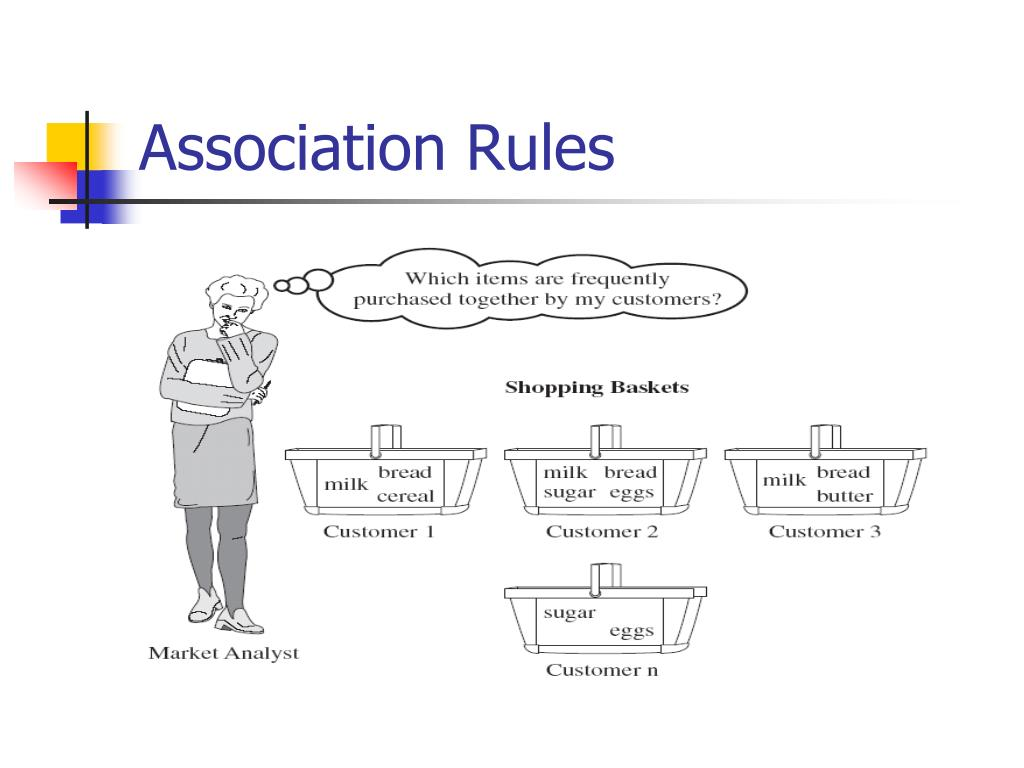 Association Rules
Which items are frequently
purchased together by my customers?
Shopping Baskets
milk bread
cereal
Customer 1
milk bread
sugar eggs
Customer 2
milk bread
butter
Customer 3
sugar
eggs
Customer n
Market Analyst